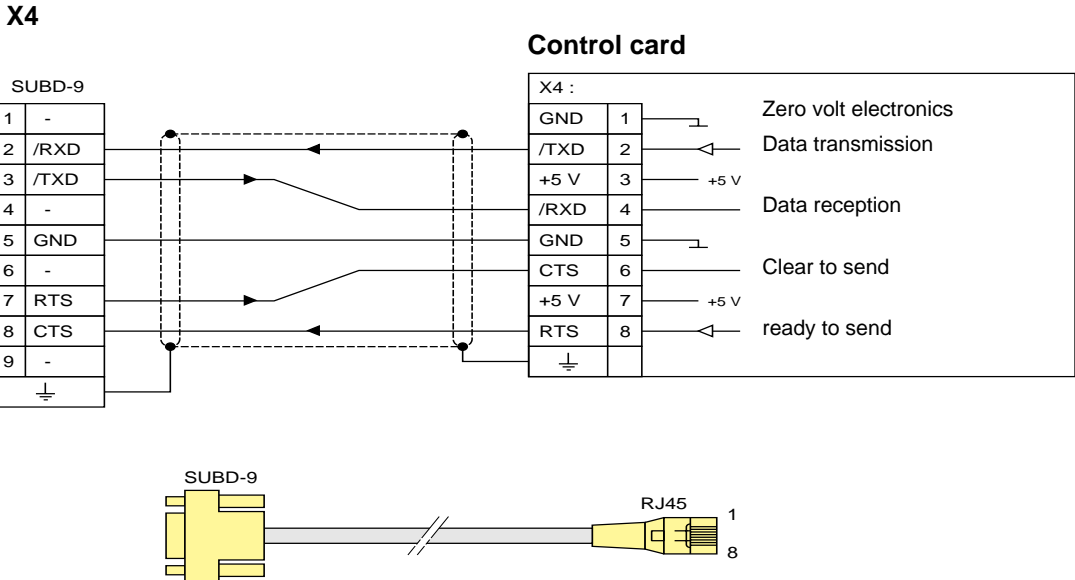 X4
Control card
SUBD-9
X4 :
1 -
GND 1 Zero volt electronics
2 /RXD
/TXD 2 Data transmission
3 /TXD
+5 V 3 +5 V
4 -
/RXD 4 Data reception
5 GND
GND 5
6 -
CTS 6 Clear to send
7 RTS
+5 V 7 +5 V
8 CTS
RTS 8 ready to send
9 -
SUBD-9
RJ45
1
8